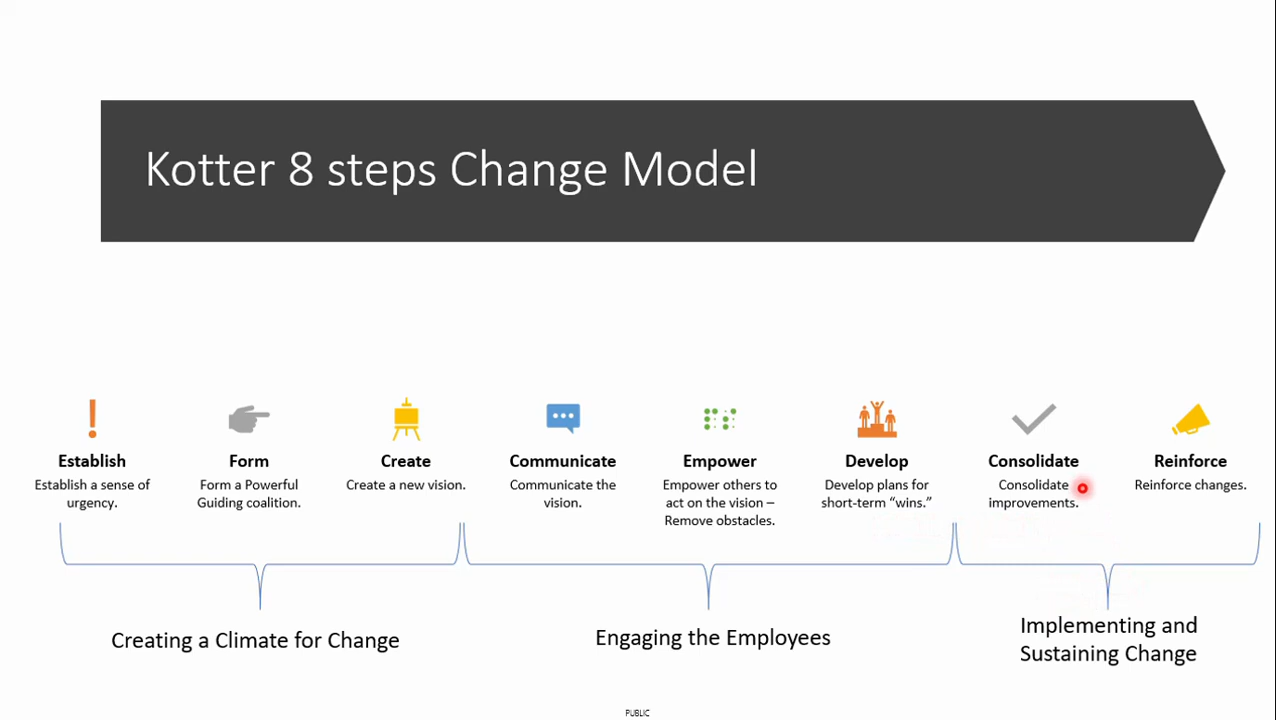 Kotter 8 steps Change Model
Establish
Establish a sense of
urgency.
Form
Form a Powerful
Guiding coalition.
Create
Create a new vision.
Communicate
Communicate the
vision.
Empower
Empower others to
act on the vision –
Remove obstacles.
Develop
Develop plans for
short-term “wins.”
Consolidate
Consolidate
improvements.
Reinforce
Reinforce changes.
Creating a Climate for Change
Engaging the Employees
Implementing and
Sustaining Change
PUBLIC